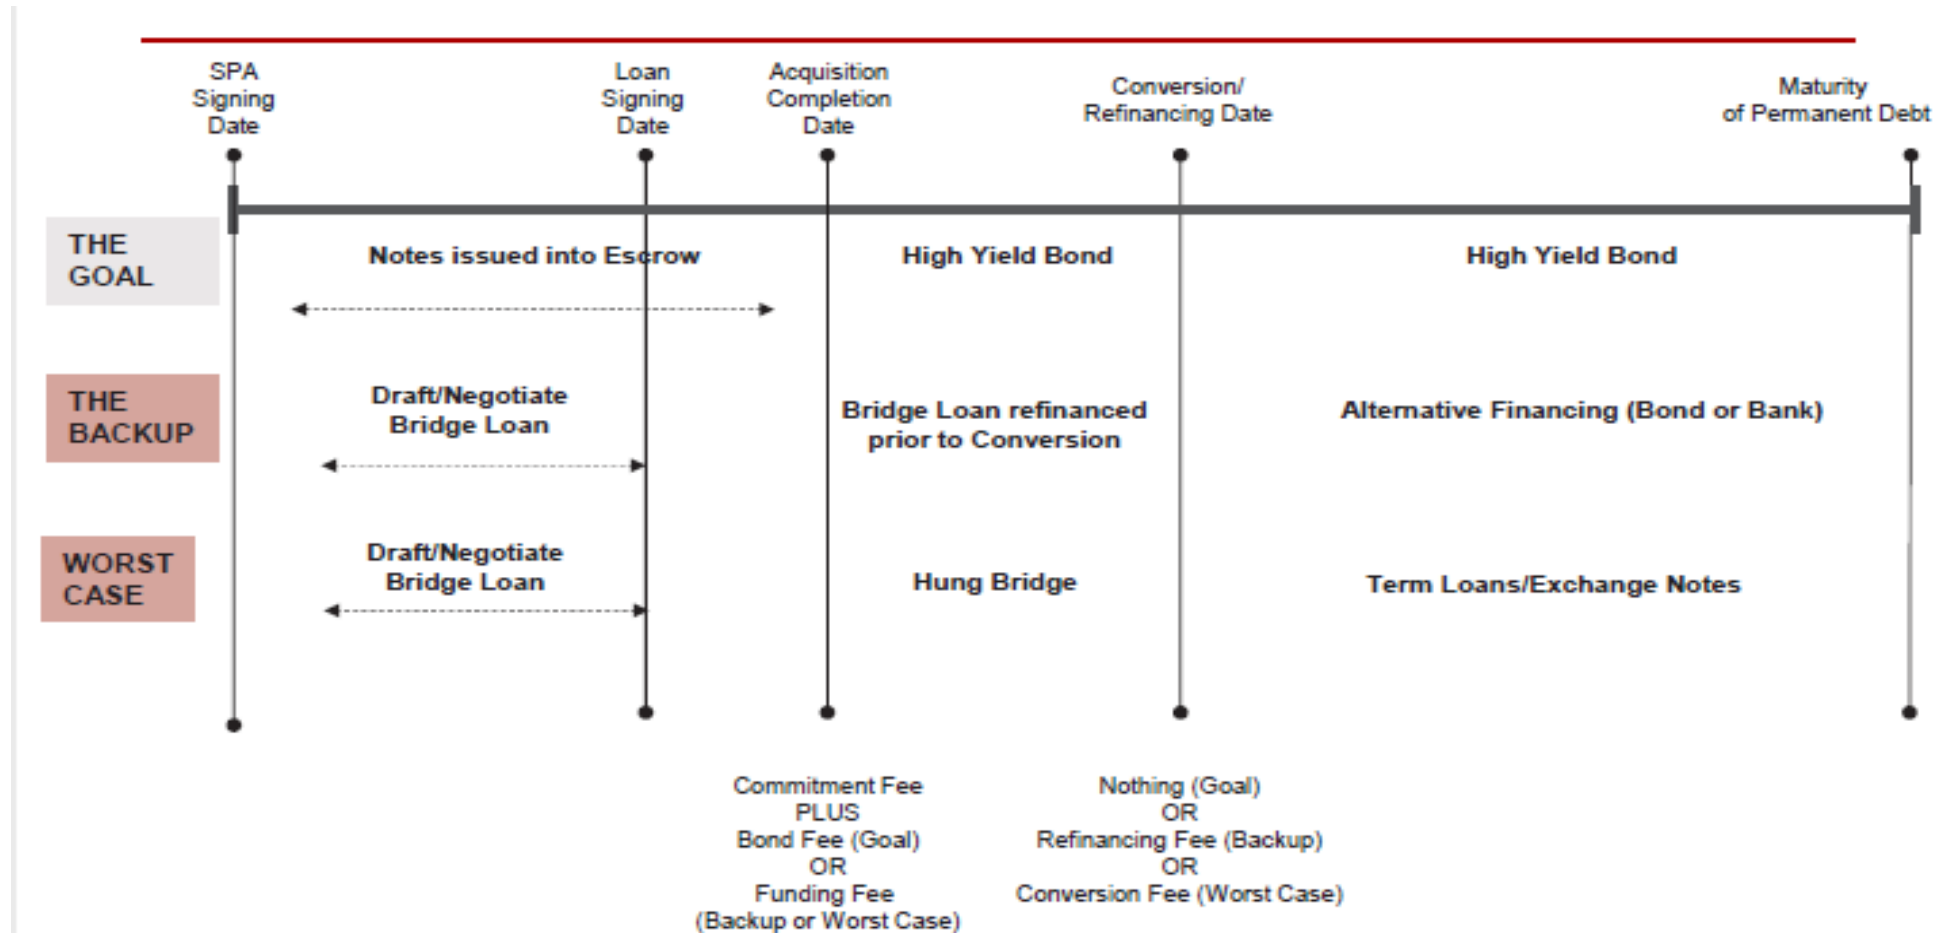 SPA
Signing
Date
Loan
Signing
Date
Acquisition
Completion
Date
Conversion/
Refinancing Date
Maturity
of Permanent Debt
THE
GOAL
Notes issued into Escrow
High Yield Bond
High Yield Bond
THE
BACKUP
Draft/Negotiate
Bridge Loan
Bridge Loan refinanced
prior to Conversion
Alternative Financing (Bond or Bank)
WORST
CASE
Draft/Negotiate
Bridge Loan
Hung Bridge
Term Loans/Exchange Notes
Commitment Fee
PLUS
Bond Fee (Goal)
OR
Funding Fee
(Backup or Worst Case)
Nothing (Goal)
OR
Refinancing Fee (Backup)
OR
Conversion Fee (Worst Case)